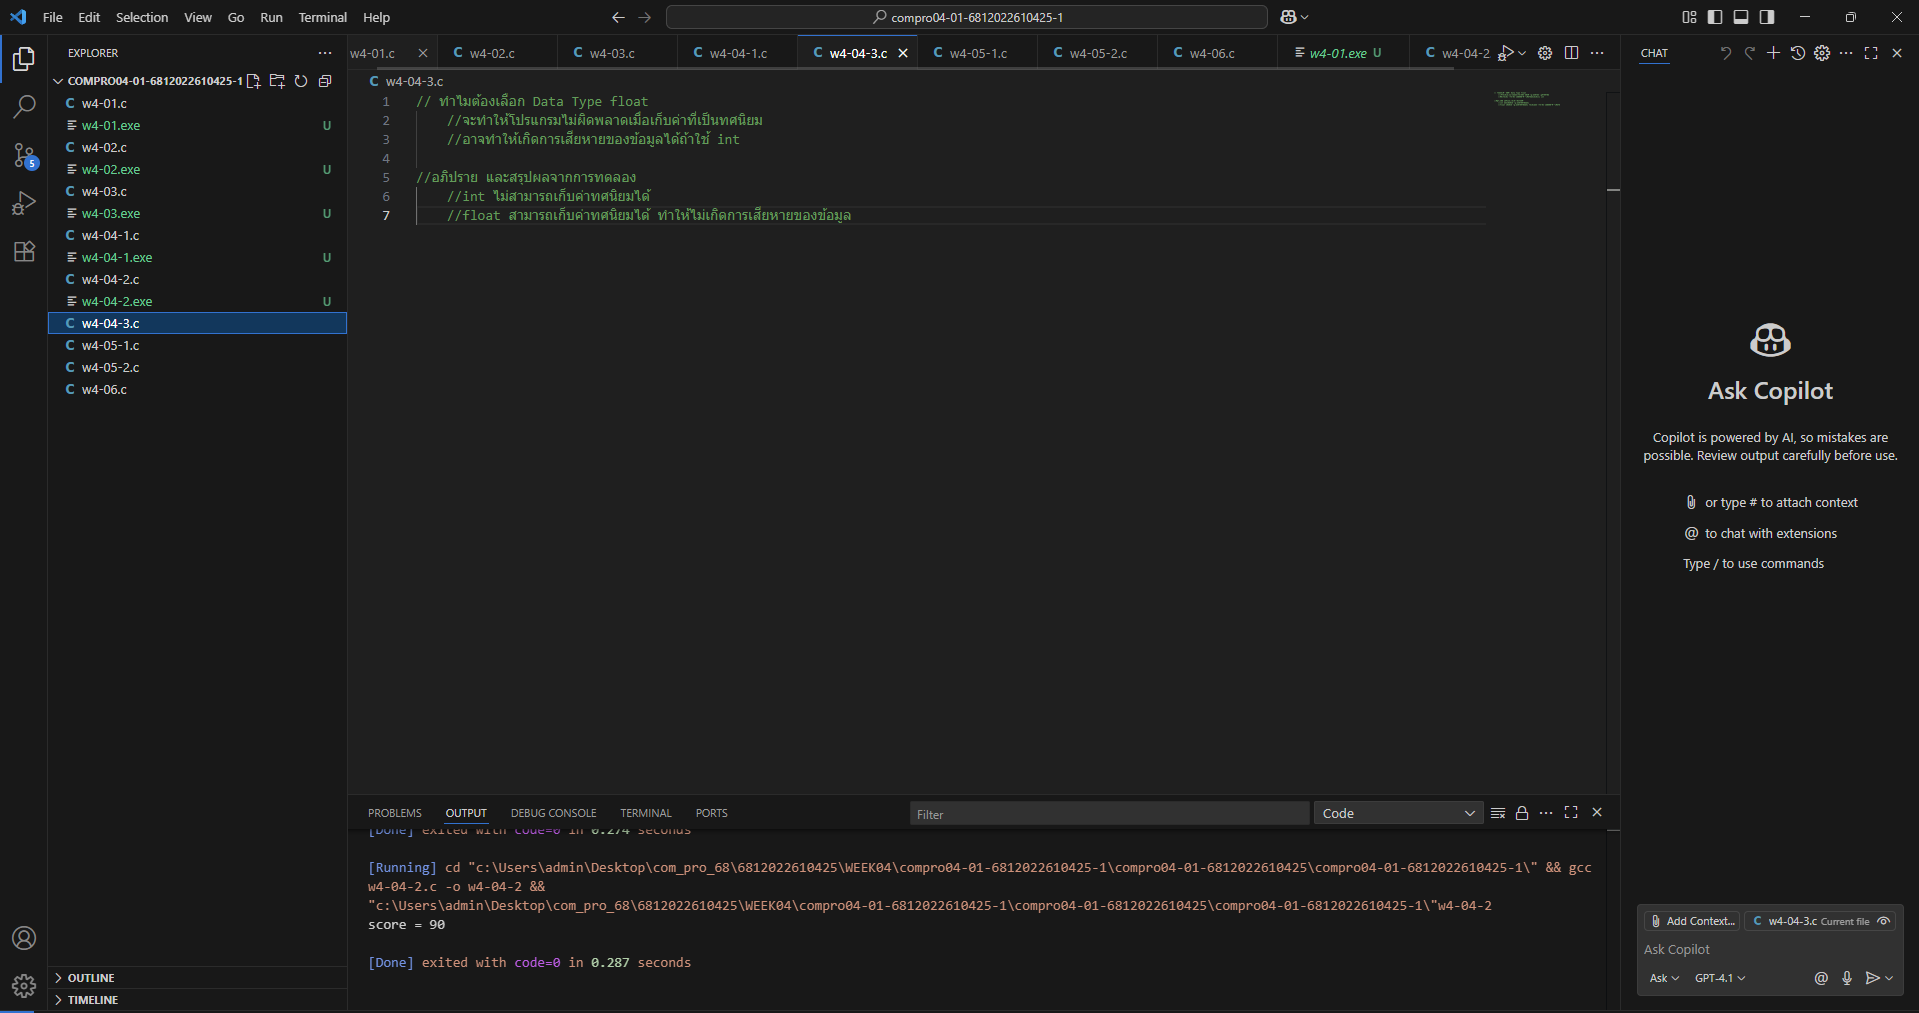 File Edit Selection View Go Run Terminal Help
compro04-01-6812022610425-1
EXPLORER
COMPRO04-01-6812022610425-1
w4-01.c
w4-01.exe U
w4-02.c
w4-02.exe U
w4-03.c
w4-03.exe U
w4-04-1.c
w4-04-1.exe U
w4-04-2.c
w4-04-2.exe U
w4-04-3.c
w4-05-1.c
w4-05-2.c
w4-06.c
OUTLINE
TIMELINE
5
w4-01.c w4-02.c w4-03.c w4-04-1.c w4-04-3.c w4-05-1.c w4-05-2.c w4-06.c w4-01.exe U w4-04-2
w4-04-3.c
1 // ทำไมต้องเลือก Data Type float
2 //จะทำให้โปรแกรมไม่ผิดพลาดเมื่อเก็บค่าที่เป็นทศนิยม
3 //อาจทำให้เกิดการเสียหายของข้อมูลได้ถ้าใช้ int
4
5 //อภิปราย และสรุปผลจากการทดลอง
6 //int ไม่สามารถเก็บค่าทศนิยมได้
7 //float สามารถเก็บค่าทศนิยมได้ ทำให้ไม่เกิดการเสียหายของข้อมูล
PROBLEMS OUTPUT DEBUG CONSOLE TERMINAL PORTS
Filter
Code
[Done] exited with code=0 in 0.274 seconds
[Running] cd "c:\Users\admin\Desktop\com_pro_68\6812022610425\WEEK04\compro04-01-6812022610425-1\compro04-01-6812022610425\compro04-01-6812022610425-1\" && gcc
w4-04-2.c -o w4-04-2 &&
"c:\Users\admin\Desktop\com_pro_68\6812022610425\WEEK04\compro04-01-6812022610425-1\compro04-01-6812022610425\compro04-01-6812022610425-1\"w4-04-2
score = 90
[Done] exited with code=0 in 0.287 seconds
CHAT
Ask Copilot
Copilot is powered by AI, so mistakes are
possible. Review output carefully before use.
or type # to attach context
@ to chat with extensions
Type / to use commands
Add Context... w4-04-3.c Current file
Ask Copilot
Ask GPT-4.1 @